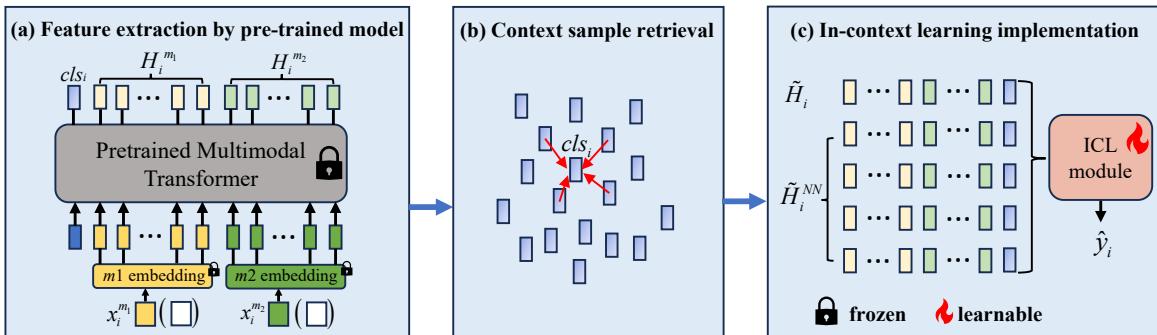 (a) Feature extraction by pre-trained model
cls_i H_i^{m_1} H_i^{m_2}
... ...
Pretrained Multimodal
Transformer
... ...
m1 embedding m2 embedding
x_i^{m_1} ( ) x_i^{m_2} ( )
(b) Context sample retrieval
cls_i
(c) In-context learning implementation
H̃_i ... ...
... ...
H̃_i^{NN} ... ...
... ...
... ...
ICL
module
ŷ_i
frozen learnable